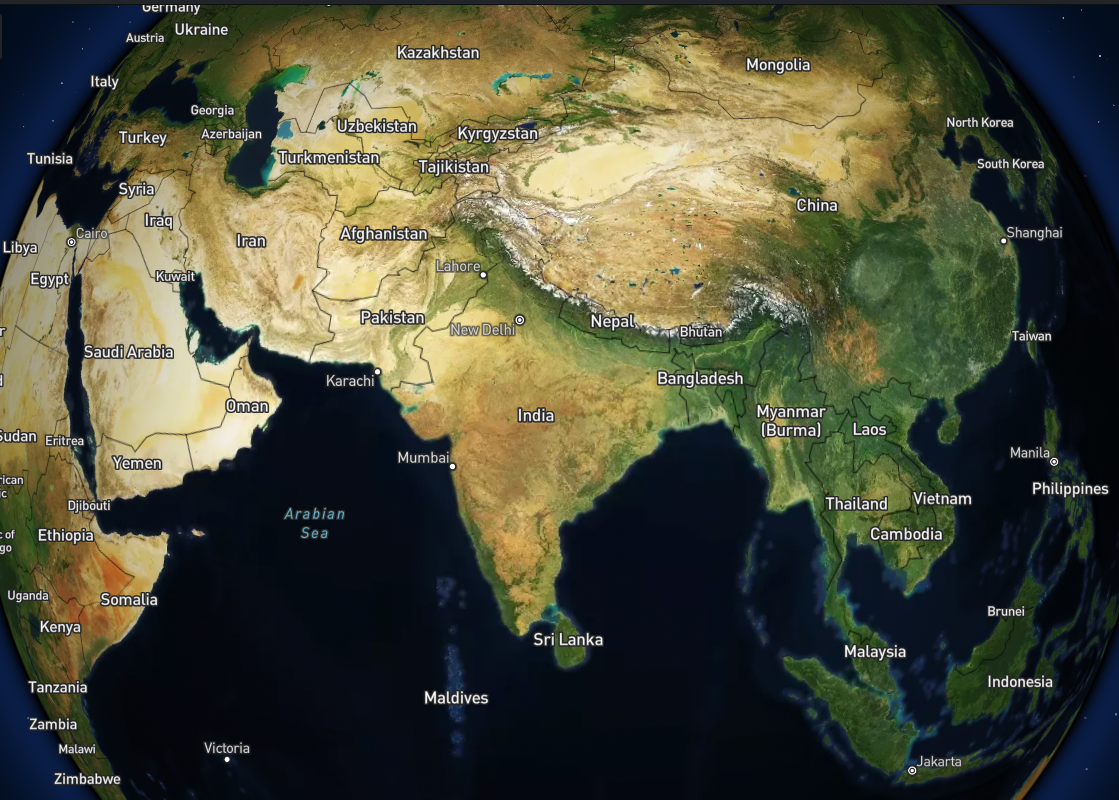 Germany
Ukraine
Austria
Kazakhstan
Mongolia
Italy
Georgia
North Korea
Uzbekistan
Kyrgyzstan
Azerbaijan
Turkey
Turkmenistan
Tunisia
Tajikistan
South Korea
Syria
China
Iraq
Cairo
Shanghai
Afghanistan
Iran
Libya
Lahore
Egypt
Kuwait
Pakistan
Nepal
New Delhi
Bhutan
Taiwan
Saudi Arabia
Karachi
Bangladesh
Oman
Myanmar
(Burma)
India
Laos
Sudan
Eritrea
Manila
Mumbai
Yemen
Philippines
Vietnam
Thailand
Djibouti
Arabian
Sea
Ethiopia
Cambodia
Uganda
Somalia
Brunei
Kenya
Sri Lanka
Malaysia
Tanzania
Indonesia
Maldives
Zambia
Malawi
Victoria
Jakarta
Zimbabwe